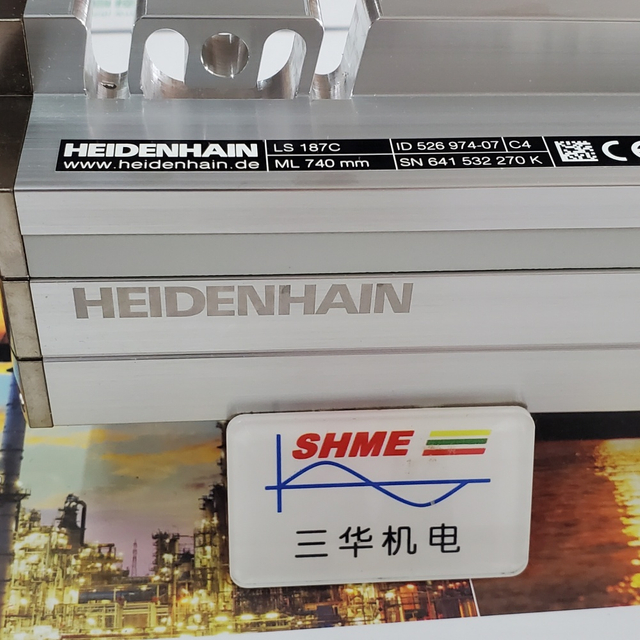 HEIDENHAIN LS 187C ID 526 974-07 C4 CE
www.heidenhain.de ML 740 mm SN 641 532 270 K
HEIDENHAIN
SHME
三华机电